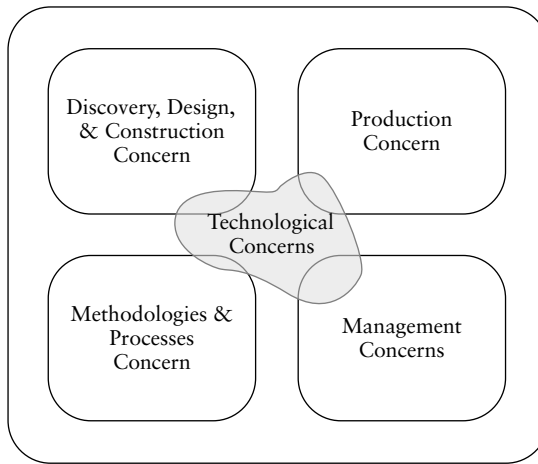 Discovery, Design,
& Construction
Concern
Production
Concern
Technological
Concerns
Methodologies &
Processes
Concern
Management
Concerns